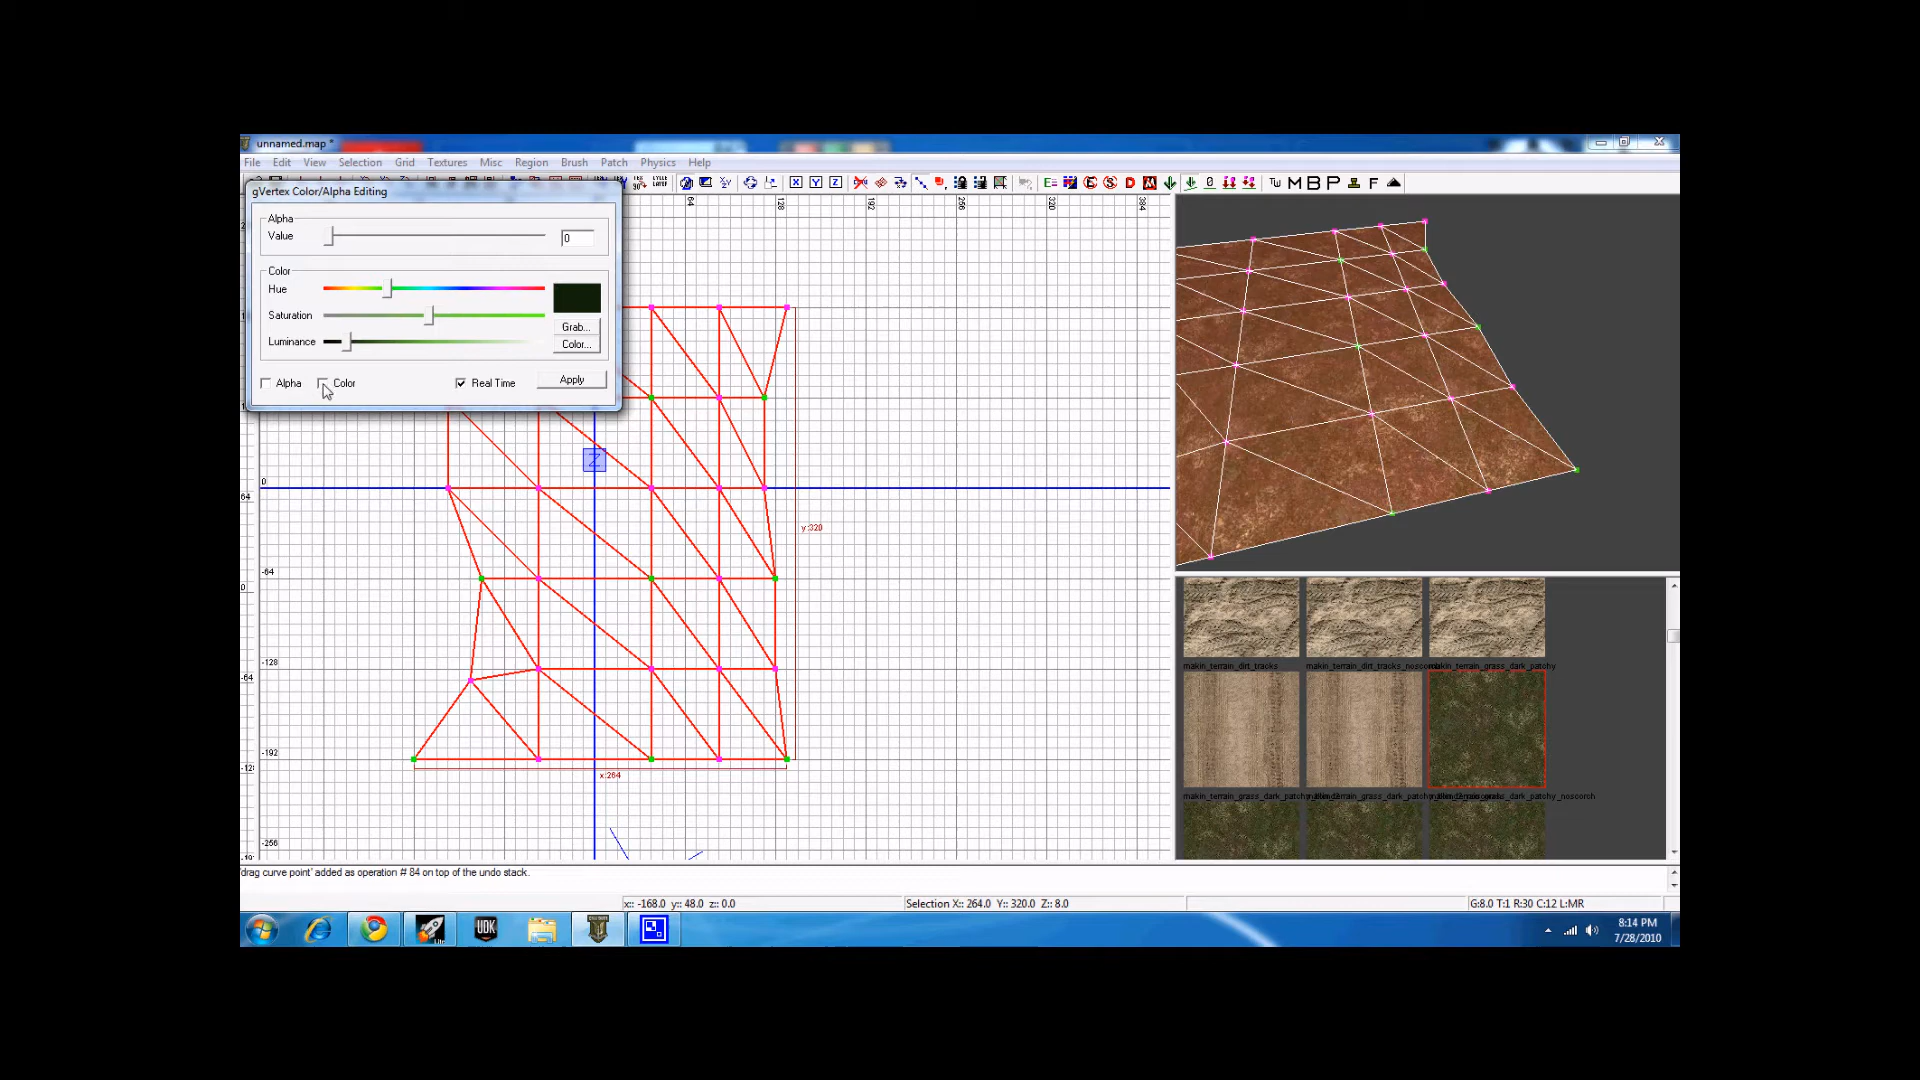 unnamed.map *
File Edit View Selection Grid Textures Misc Region Brush Patch Physics Help
gVertex Color/Alpha Editing
Alpha
Value 0
Color
Hue
Saturation
Luminance
Grab...
Color...
Alpha Color Real Time Apply
64 128 192 256 320 384
Z
0
64
-64
0
-128
-64
-192
-256
y:320
x:264
makin_terrain_dirt_tracks
makin_terrain_grass_dark_patchy
'drag curve point' added as operation # 84 on top of the undo stack.
x:: -168.0 y:: 48.0 z:: 0.0
Selection X:: 264.0 Y:: 320.0 Z:: 8.0
G:8.0 T:1 R:30 C:12 L:MR
UDK
8:14 PM
7/28/2010